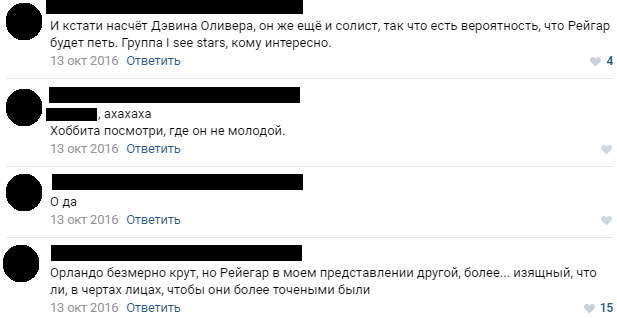 И кстати насчёт Дэвина Оливера, он же ещё и солист, так что есть вероятность, что Рейгар
будет петь. Группа I see stars, кому интересно.
13 окт 2016 Ответить 4
, ахахаха
Хоббита посмотри, где он не молодой.
13 окт 2016 Ответить
О да
13 окт 2016 Ответить
Орландо безмерно крут, но Рейегар в моем представлении другой, более... изящный, что
ли, в чертах лицах, чтобы они более точеными были
13 окт 2016 Ответить 15